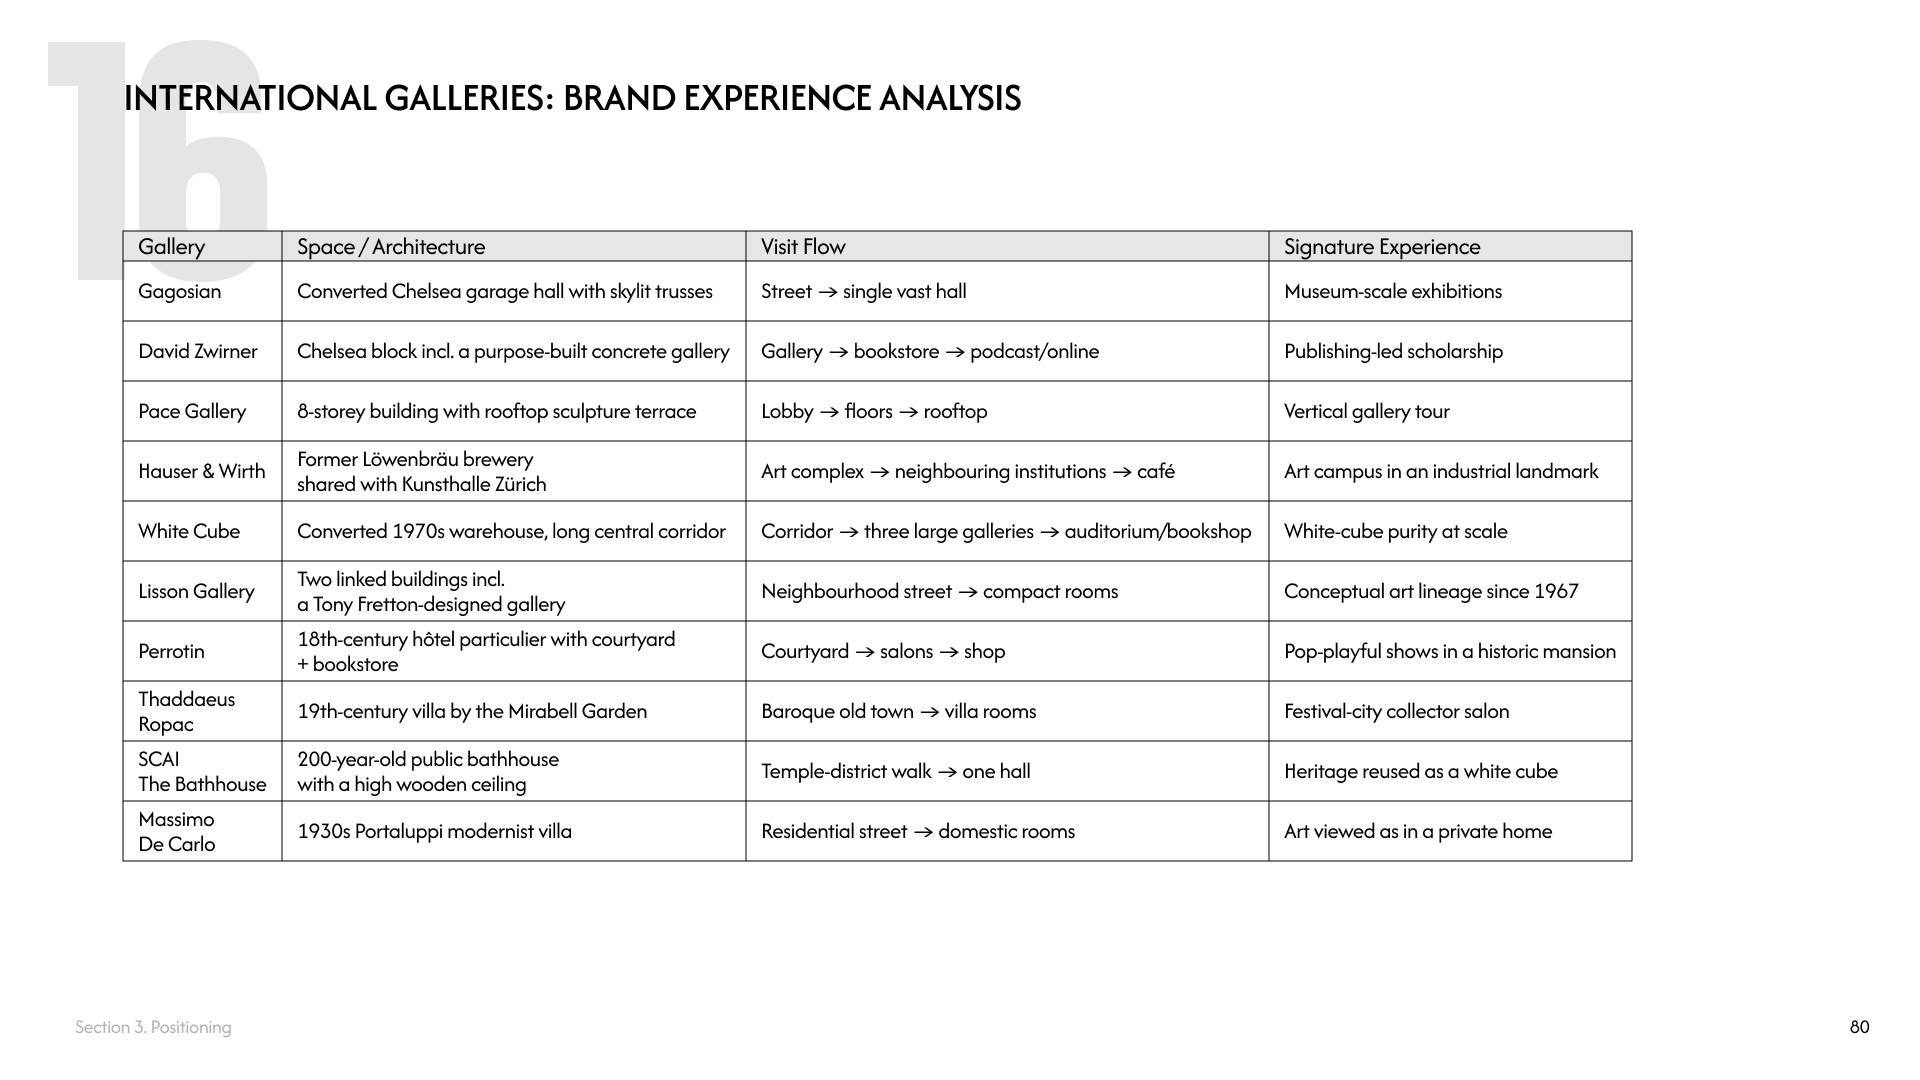 16
INTERNATIONAL GALLERIES: BRAND EXPERIENCE ANALYSIS
Gallery Space / Architecture Visit Flow Signature Experience
Gagosian Converted Chelsea garage hall with skylit trusses Street → single vast hall Museum-scale exhibitions
David Zwirner Chelsea block incl. a purpose-built concrete gallery Gallery → bookstore → podcast/online Publishing-led scholarship
Pace Gallery 8-storey building with rooftop sculpture terrace Lobby → floors → rooftop Vertical gallery tour
Hauser & Wirth
Former Löwenbräu brewery
shared with Kunsthalle Zürich
Art complex → neighbouring institutions → café
Art campus in an industrial landmark
White Cube Converted 1970s warehouse, long central corridor Corridor → three large galleries → auditorium/bookshop White-cube purity at scale
Lisson Gallery
Two linked buildings incl.
a Tony Fretton-designed gallery
Neighbourhood street → compact rooms
Conceptual art lineage since 1967
Perrotin
18th-century hôtel particulier with courtyard
+ bookstore
Courtyard → salons → shop
Pop-playful shows in a historic mansion
Thaddaeus
Ropac
19th-century villa by the Mirabell Garden
Baroque old town → villa rooms
Festival-city collector salon
SCAI
The Bathhouse
200-year-old public bathhouse
with a high wooden ceiling
Temple-district walk → one hall
Heritage reused as a white cube
Massimo
De Carlo
1930s Portaluppi modernist villa
Residential street → domestic rooms
Art viewed as in a private home
Section 3. Positioning
80